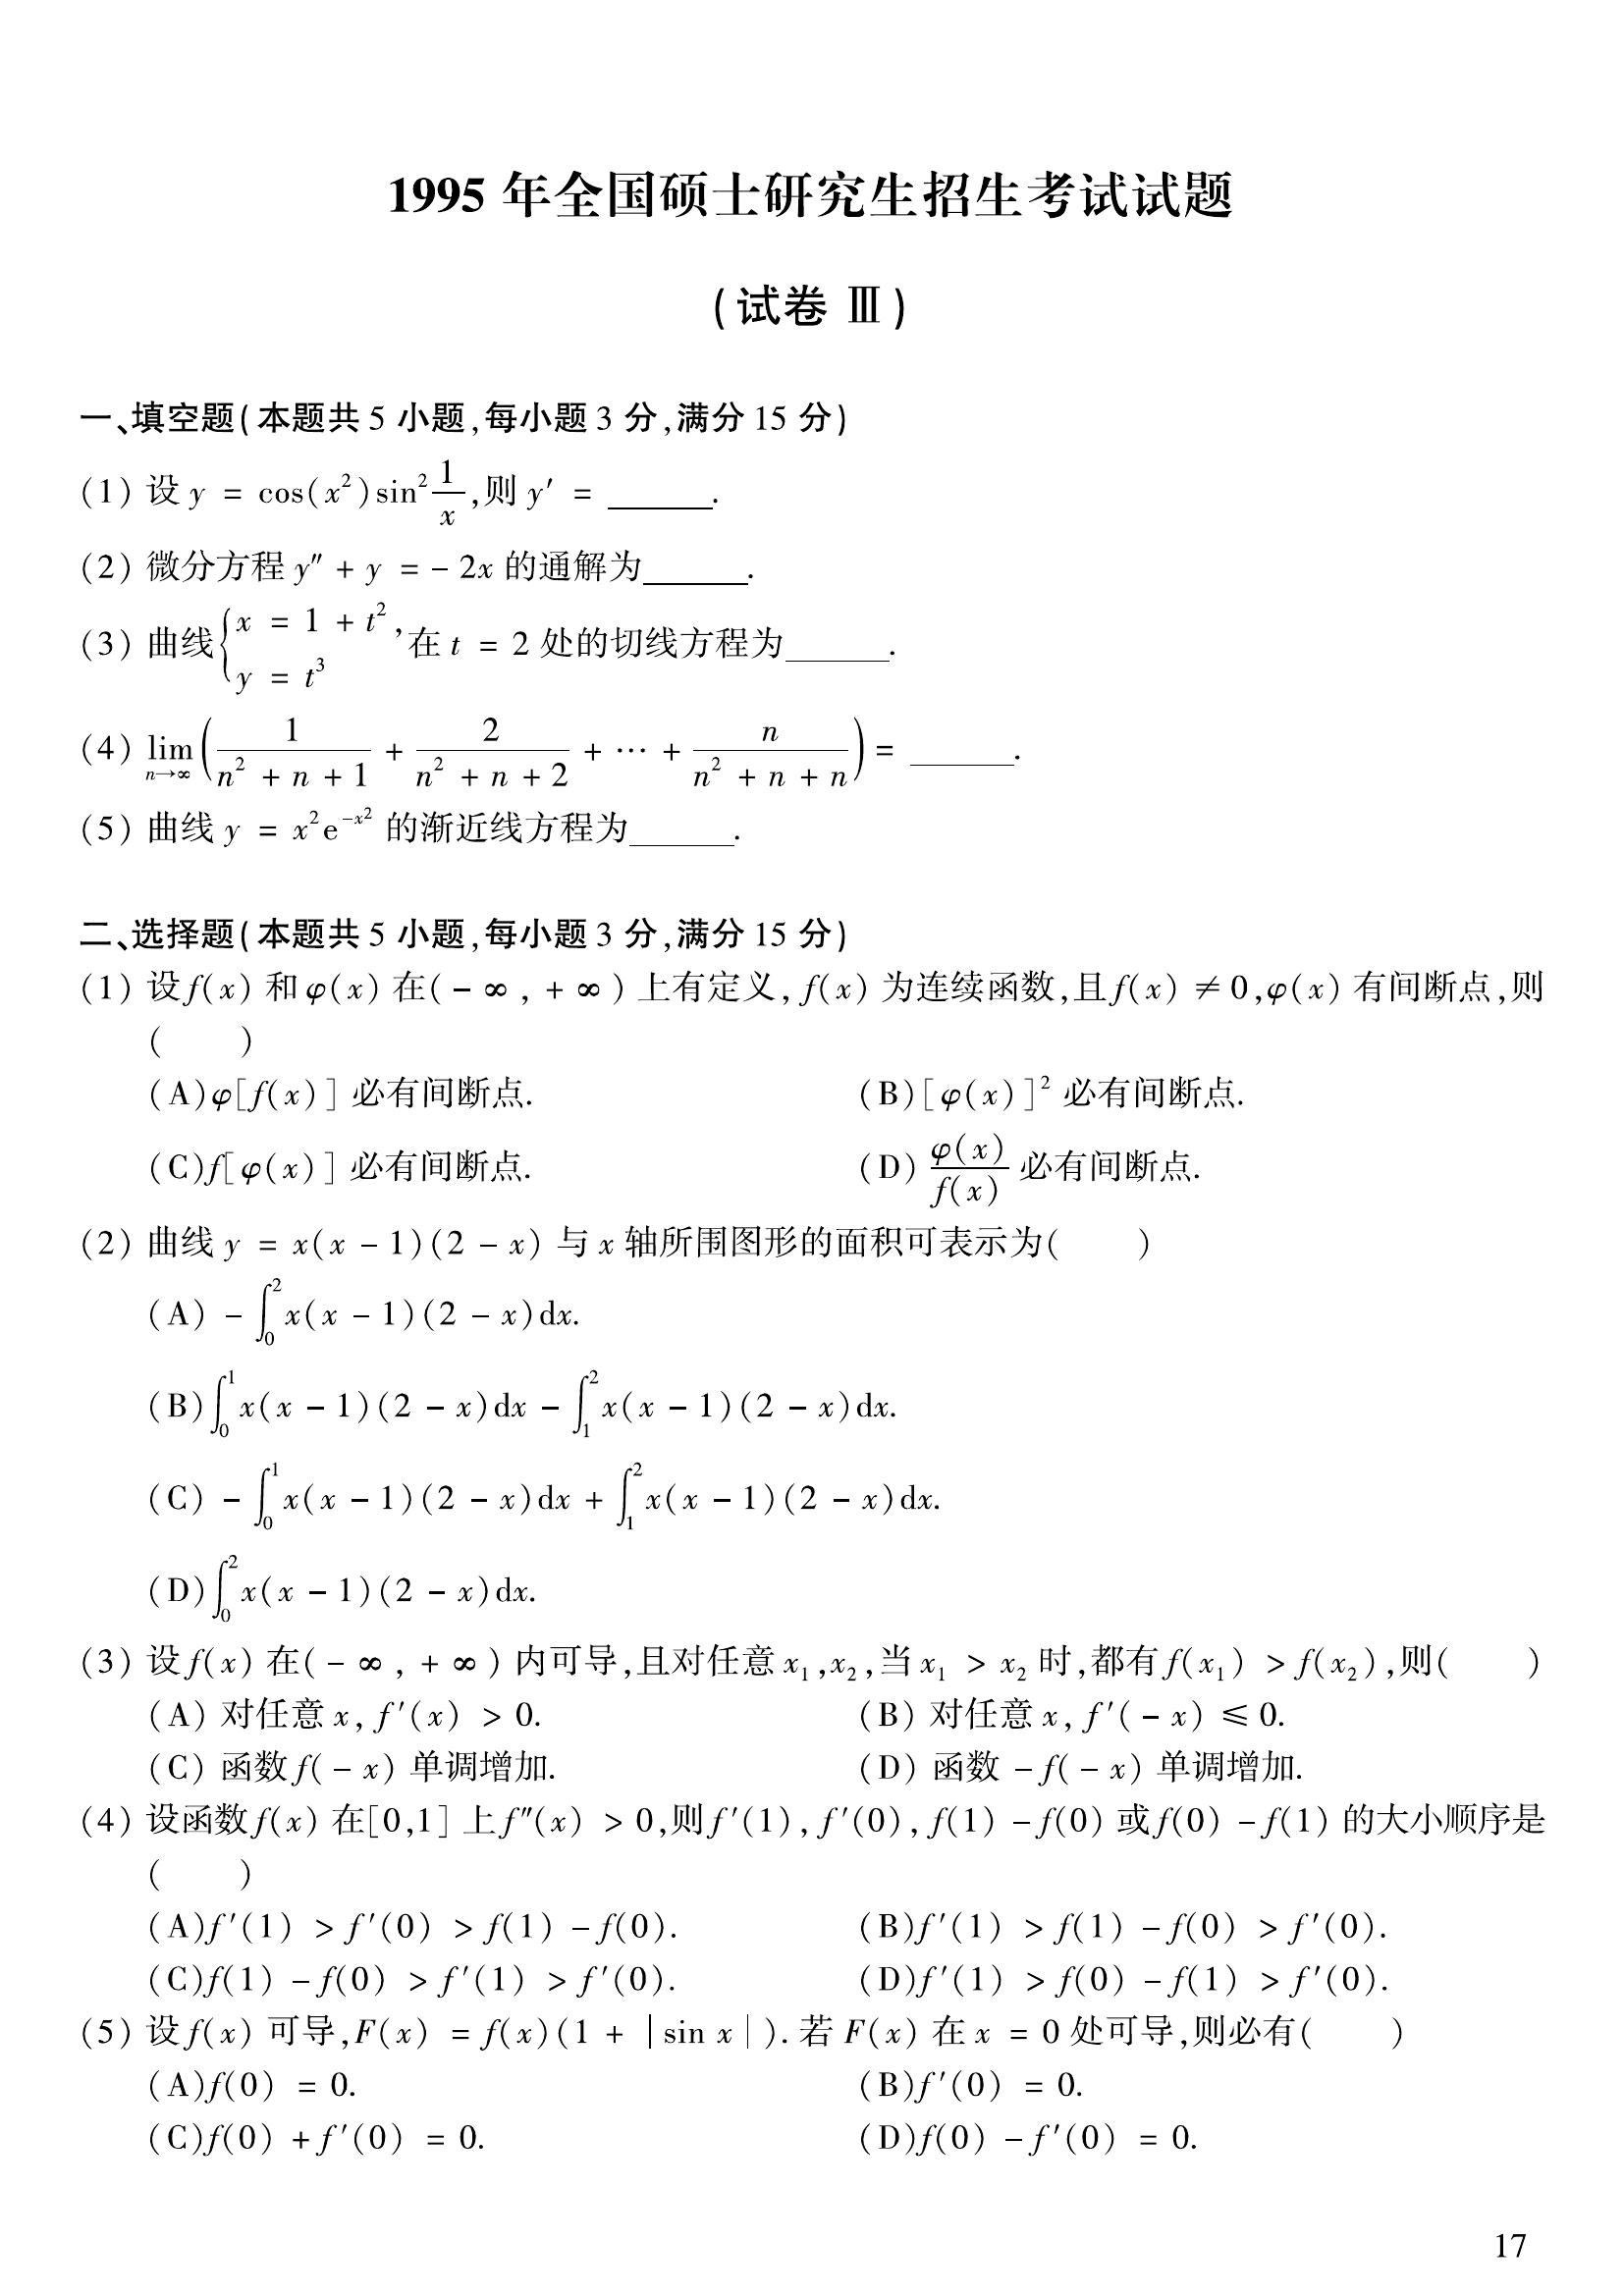 1995 年全国硕士研究生招生考试试题
(试卷 Ⅲ)
一、填空题(本题共 5 小题,每小题 3 分,满分 15 分)
(1) 设 $y = \cos(x^2)\sin^2\frac{1}{x}$,则 $y' =$ ______.
(2) 微分方程 $y'' + y = -2x$ 的通解为______.
(3) 曲线$\begin{cases} x = 1 + t^2, \\ y = t^3 \end{cases}$在 $t = 2$ 处的切线方程为______.
(4) $\lim\limits_{n\to\infty}\left(\frac{1}{n^2+n+1} + \frac{2}{n^2+n+2} + \cdots + \frac{n}{n^2+n+n}\right) =$ ______.
(5) 曲线 $y = x^2 e^{-x^2}$ 的渐近线方程为______.
二、选择题(本题共 5 小题,每小题 3 分,满分 15 分)
(1) 设 $f(x)$ 和 $\varphi(x)$ 在$(-\infty, +\infty)$ 上有定义, $f(x)$ 为连续函数,且 $f(x) \neq 0$,$\varphi(x)$ 有间断点,则
(　　)
(A)$\varphi[f(x)]$ 必有间断点. (B)$[\varphi(x)]^2$ 必有间断点.
(C)$f[\varphi(x)]$ 必有间断点. (D)$\frac{\varphi(x)}{f(x)}$ 必有间断点.
(2) 曲线 $y = x(x-1)(2-x)$ 与 $x$ 轴所围图形的面积可表示为(　　)
(A) $-\int_0^2 x(x-1)(2-x)dx$.
(B)$\int_0^1 x(x-1)(2-x)dx - \int_1^2 x(x-1)(2-x)dx$.
(C) $-\int_0^1 x(x-1)(2-x)dx + \int_1^2 x(x-1)(2-x)dx$.
(D)$\int_0^2 x(x-1)(2-x)dx$.
(3) 设 $f(x)$ 在$(-\infty, +\infty)$ 内可导,且对任意 $x_1$,$x_2$,当 $x_1 > x_2$ 时,都有 $f(x_1) > f(x_2)$,则(　　)
(A) 对任意 $x$, $f'(x) > 0$. (B) 对任意 $x$, $f'(-x) \leqslant 0$.
(C) 函数 $f(-x)$ 单调增加. (D) 函数 $-f(-x)$ 单调增加.
(4) 设函数 $f(x)$ 在$[0,1]$ 上 $f''(x) > 0$,则 $f'(1)$, $f'(0)$, $f(1) - f(0)$ 或 $f(0) - f(1)$ 的大小顺序是
(　　)
(A)$f'(1) > f'(0) > f(1) - f(0)$. (B)$f'(1) > f(1) - f(0) > f'(0)$.
(C)$f(1) - f(0) > f'(1) > f'(0)$. (D)$f'(1) > f(0) - f(1) > f'(0)$.
(5) 设 $f(x)$ 可导,$F(x) = f(x)(1 + |\sin x|)$. 若 $F(x)$ 在 $x = 0$ 处可导,则必有(　　)
(A)$f(0) = 0$. (B)$f'(0) = 0$.
(C)$f(0) + f'(0) = 0$. (D)$f(0) - f'(0) = 0$.
17